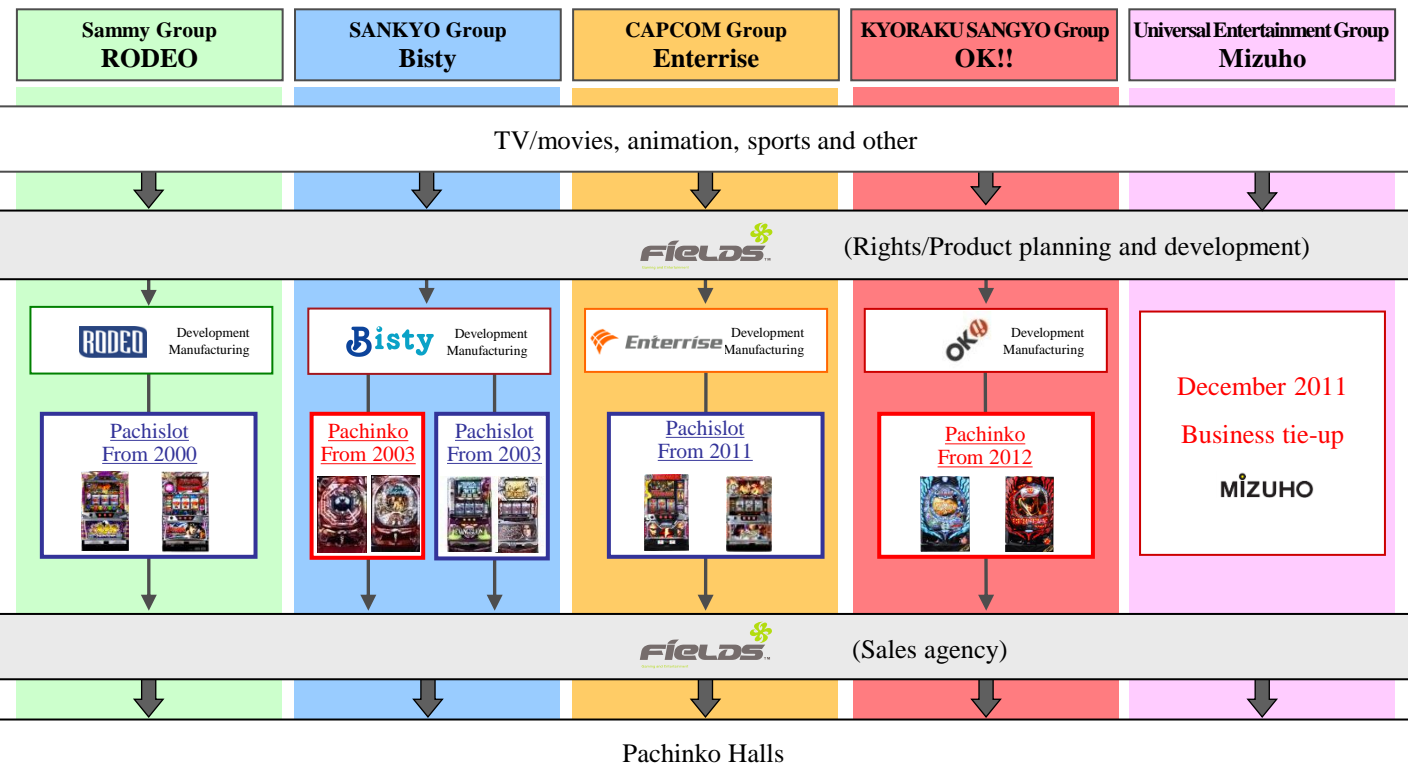 Sammy Group
RODEO
SANKYO Group
Bisty
CAPCOM Group
Enterrise
KYORAKU SANGYO Group
OK!!
Universal Entertainment Group
Mizuho
TV/movies, animation, sports and other
FIELDS
(Rights/Product planning and development)
RODEO
Development
Manufacturing
Bisty
Development
Manufacturing
Enterrise
Development
Manufacturing
OK!!
Development
Manufacturing
Pachislot
From 2000
Pachinko
From 2003
Pachislot
From 2003
Pachislot
From 2011
Pachinko
From 2012
December 2011
Business tie-up
MIZUHO
FIELDS
(Sales agency)
Pachinko Halls